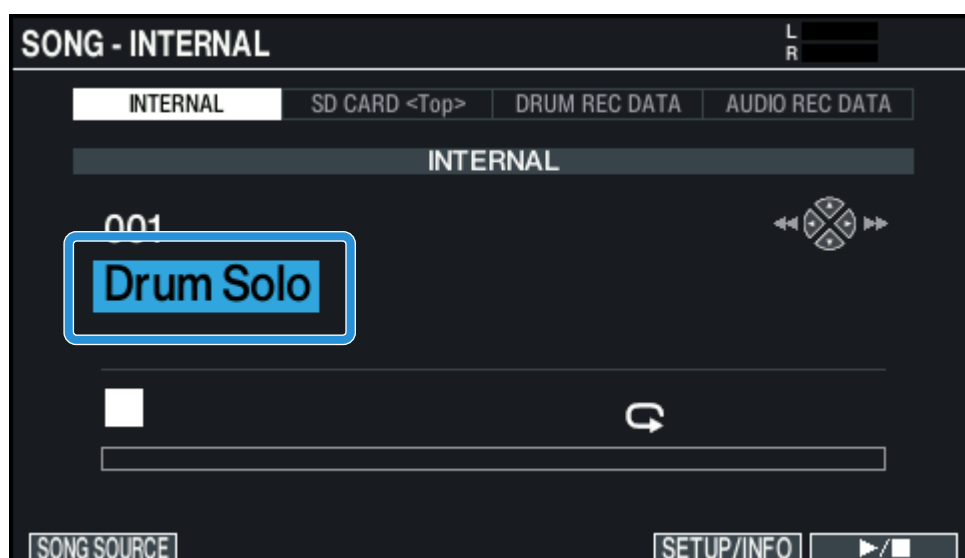 SONG - INTERNAL
L
R
INTERNAL SD CARD <Top> DRUM REC DATA AUDIO REC DATA
INTERNAL
001
Drum Solo
SONG SOURCE SETUP/INFO ▶/■